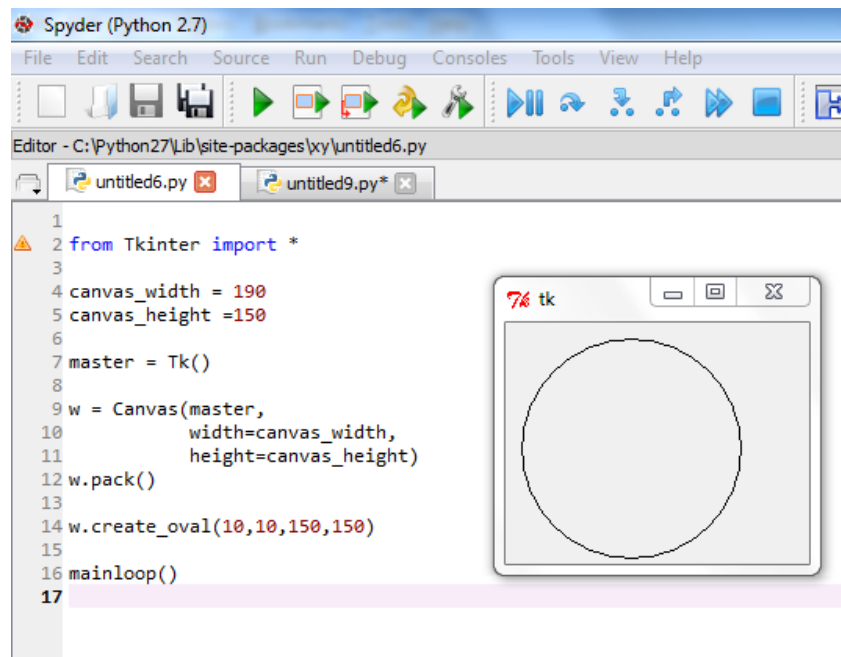 Spyder (Python 2.7)
File Edit Search Source Run Debug Consoles Tools View Help
Editor - C:\Python27\Lib\site-packages\xy\untitled6.py
untitled6.py untitled9.py*
1
2 from Tkinter import *
3
4 canvas_width = 190
5 canvas_height =150
6
7 master = Tk()
8
9 w = Canvas(master,
10 width=canvas_width,
11 height=canvas_height)
12 w.pack()
13
14 w.create_oval(10,10,150,150)
15
16 mainloop()
17
7% tk